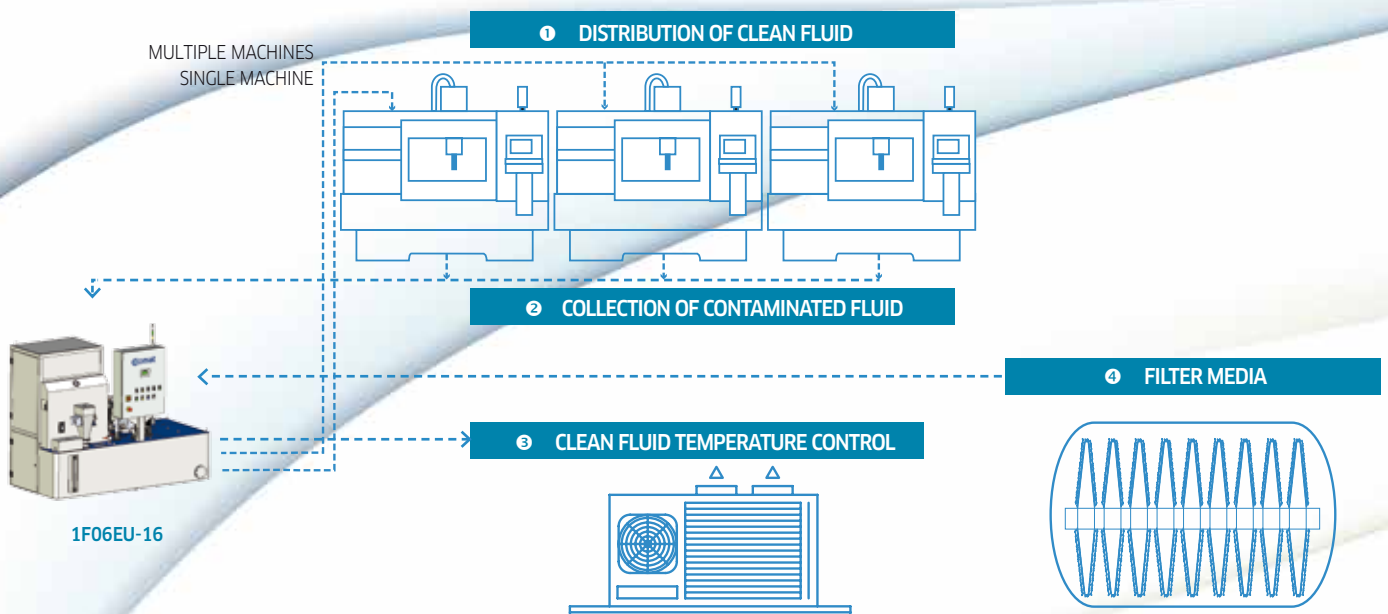 ❶ DISTRIBUTION OF CLEAN FLUID
MULTIPLE MACHINES
SINGLE MACHINE
❷ COLLECTION OF CONTAMINATED FLUID
❹ FILTER MEDIA
❸ CLEAN FLUID TEMPERATURE CONTROL
1F06EU-16